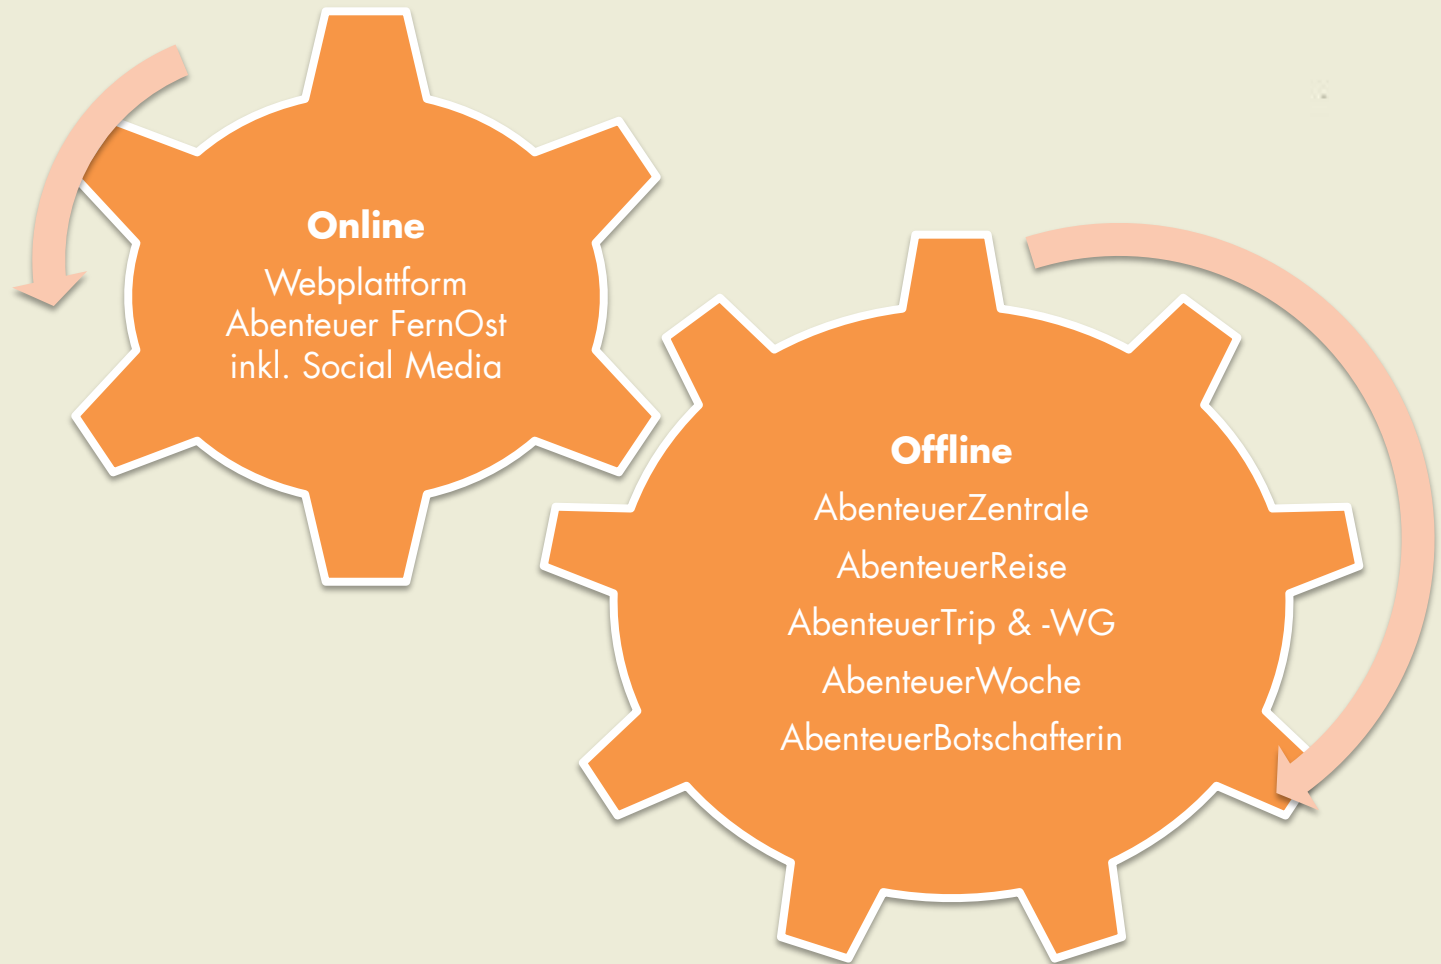 Online
Webplattform
Abenteuer FernOst
inkl. Social Media
Offline
AbenteuerZentrale
AbenteuerReise
AbenteuerTrip & -WG
AbenteuerWoche
AbenteuerBotschafterin